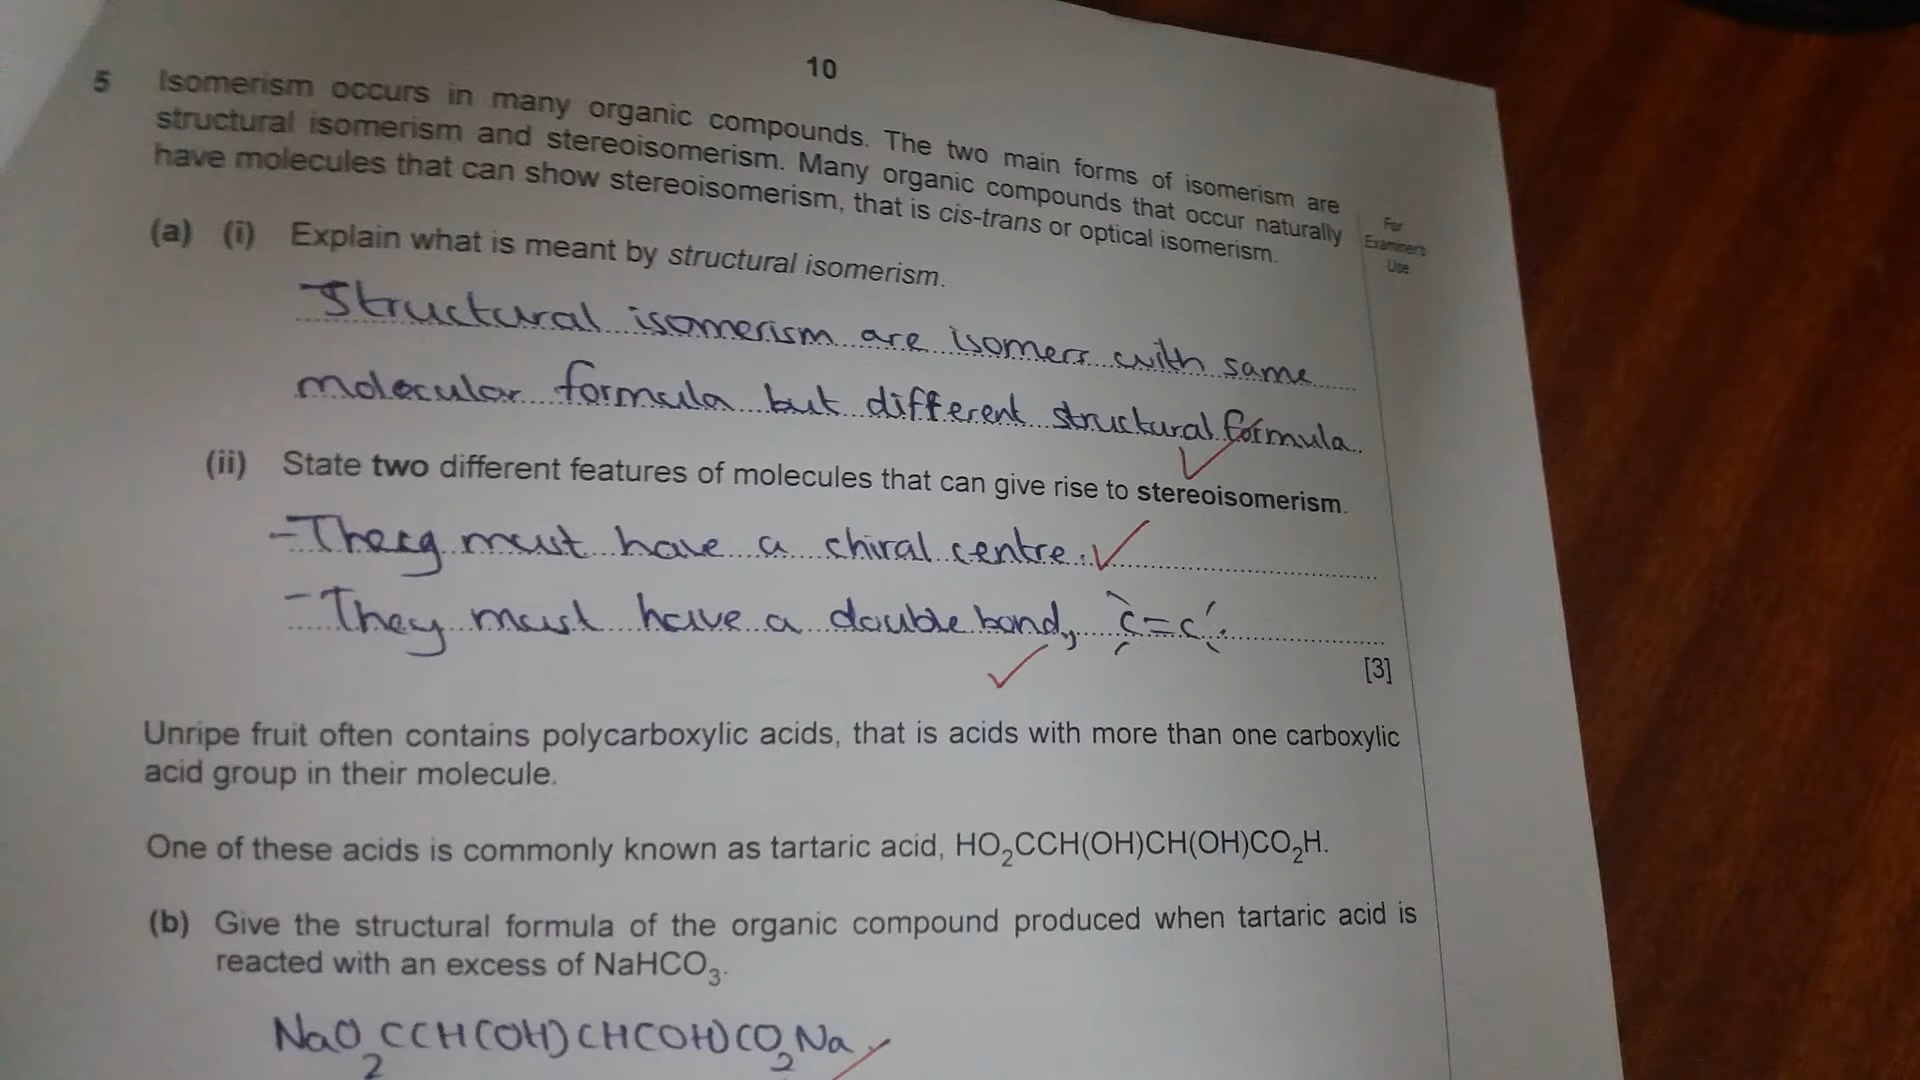 10
5 Isomerism occurs in many organic compounds. The two main forms of isomerism are
structural isomerism and stereoisomerism. Many organic compounds that occur naturally
have molecules that can show stereoisomerism, that is cis-trans or optical isomerism.
For
Examiner's
Use
(a) (i) Explain what is meant by structural isomerism.
Structural isomerism are isomers with same
molecular formula but different structural formula.
(ii) State two different features of molecules that can give rise to stereoisomerism.
- They must have a chiral centre.
- They must have a double bond, C=C.
[3]
Unripe fruit often contains polycarboxylic acids, that is acids with more than one carboxylic
acid group in their molecule.
One of these acids is commonly known as tartaric acid, HO₂CCH(OH)CH(OH)CO₂H.
(b) Give the structural formula of the organic compound produced when tartaric acid is
reacted with an excess of NaHCO₃.
NaO₂CCH(OH)CH(OH)CO₂Na